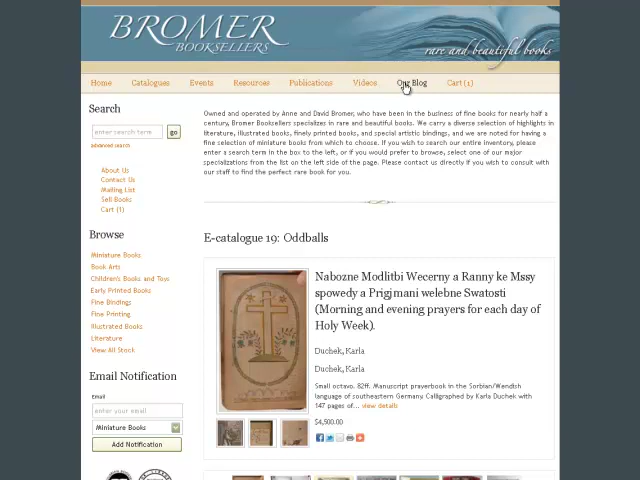 BROMER
BOOKSELLERS
rare and beautiful books
Home Catalogues Events Resources Publications Videos Our Blog Cart (1)
Search
enter search term go
advanced search
About Us
Contact Us
Mailing List
Sell Books
Cart (1)
Browse
Miniature Books
Book Arts
Children's Books and Toys
Early Printed Books
Fine Bindings
Fine Printing
Illustrated Books
Literature
View All Stock
Email Notification
Email
enter your email
Miniature Books
Add Notification
Owned and operated by Anne and David Bromer, who have been in the business of fine books for nearly half a
century, Bromer Booksellers specializes in rare and beautiful books. We carry a diverse selection of highlights in
literature, illustrated books, finely printed books, and special artistic bindings, and we are noted for having a
fine selection of miniature books from which to choose. If you wish to search our entire inventory, please
enter a search term in the box to the left, or if you would prefer to browse, select one of our major
specializations from the list on the left side of the page. Please contact us directly if you wish to consult with
our staff to find the perfect rare book for you.
E-catalogue 19: Oddballs
Nabozne Modlitbi Wecerny a Ranny ke Mssy
spowedy a Prigjmani welebne Swatosti
(Morning and evening prayers for each day of
Holy Week).
Duchek, Karla
Duchek, Karla
Small octavo. 82ff. Manuscript prayerbook in the Sorbian/Wendish
language of southeastern Germany. Calligraphed by Karla Duchek with
147 pages of... view details
$4,500.00